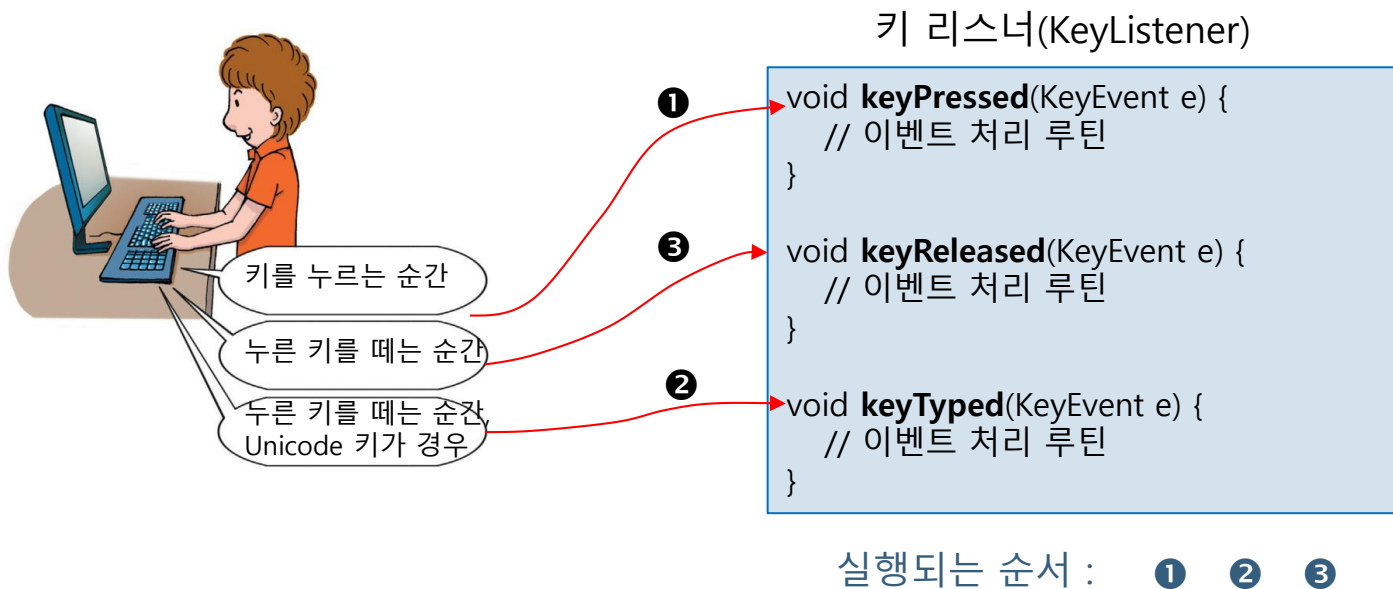 키 리스너(KeyListener)
❶
void keyPressed(KeyEvent e) {
// 이벤트 처리 루틴
}
❸
void keyReleased(KeyEvent e) {
// 이벤트 처리 루틴
}
❷
void keyTyped(KeyEvent e) {
// 이벤트 처리 루틴
}
키를 누르는 순간
누른 키를 떼는 순간
누른 키를 떼는 순간,
Unicode 키가 경우
실행되는 순서 : ❶ ❷ ❸